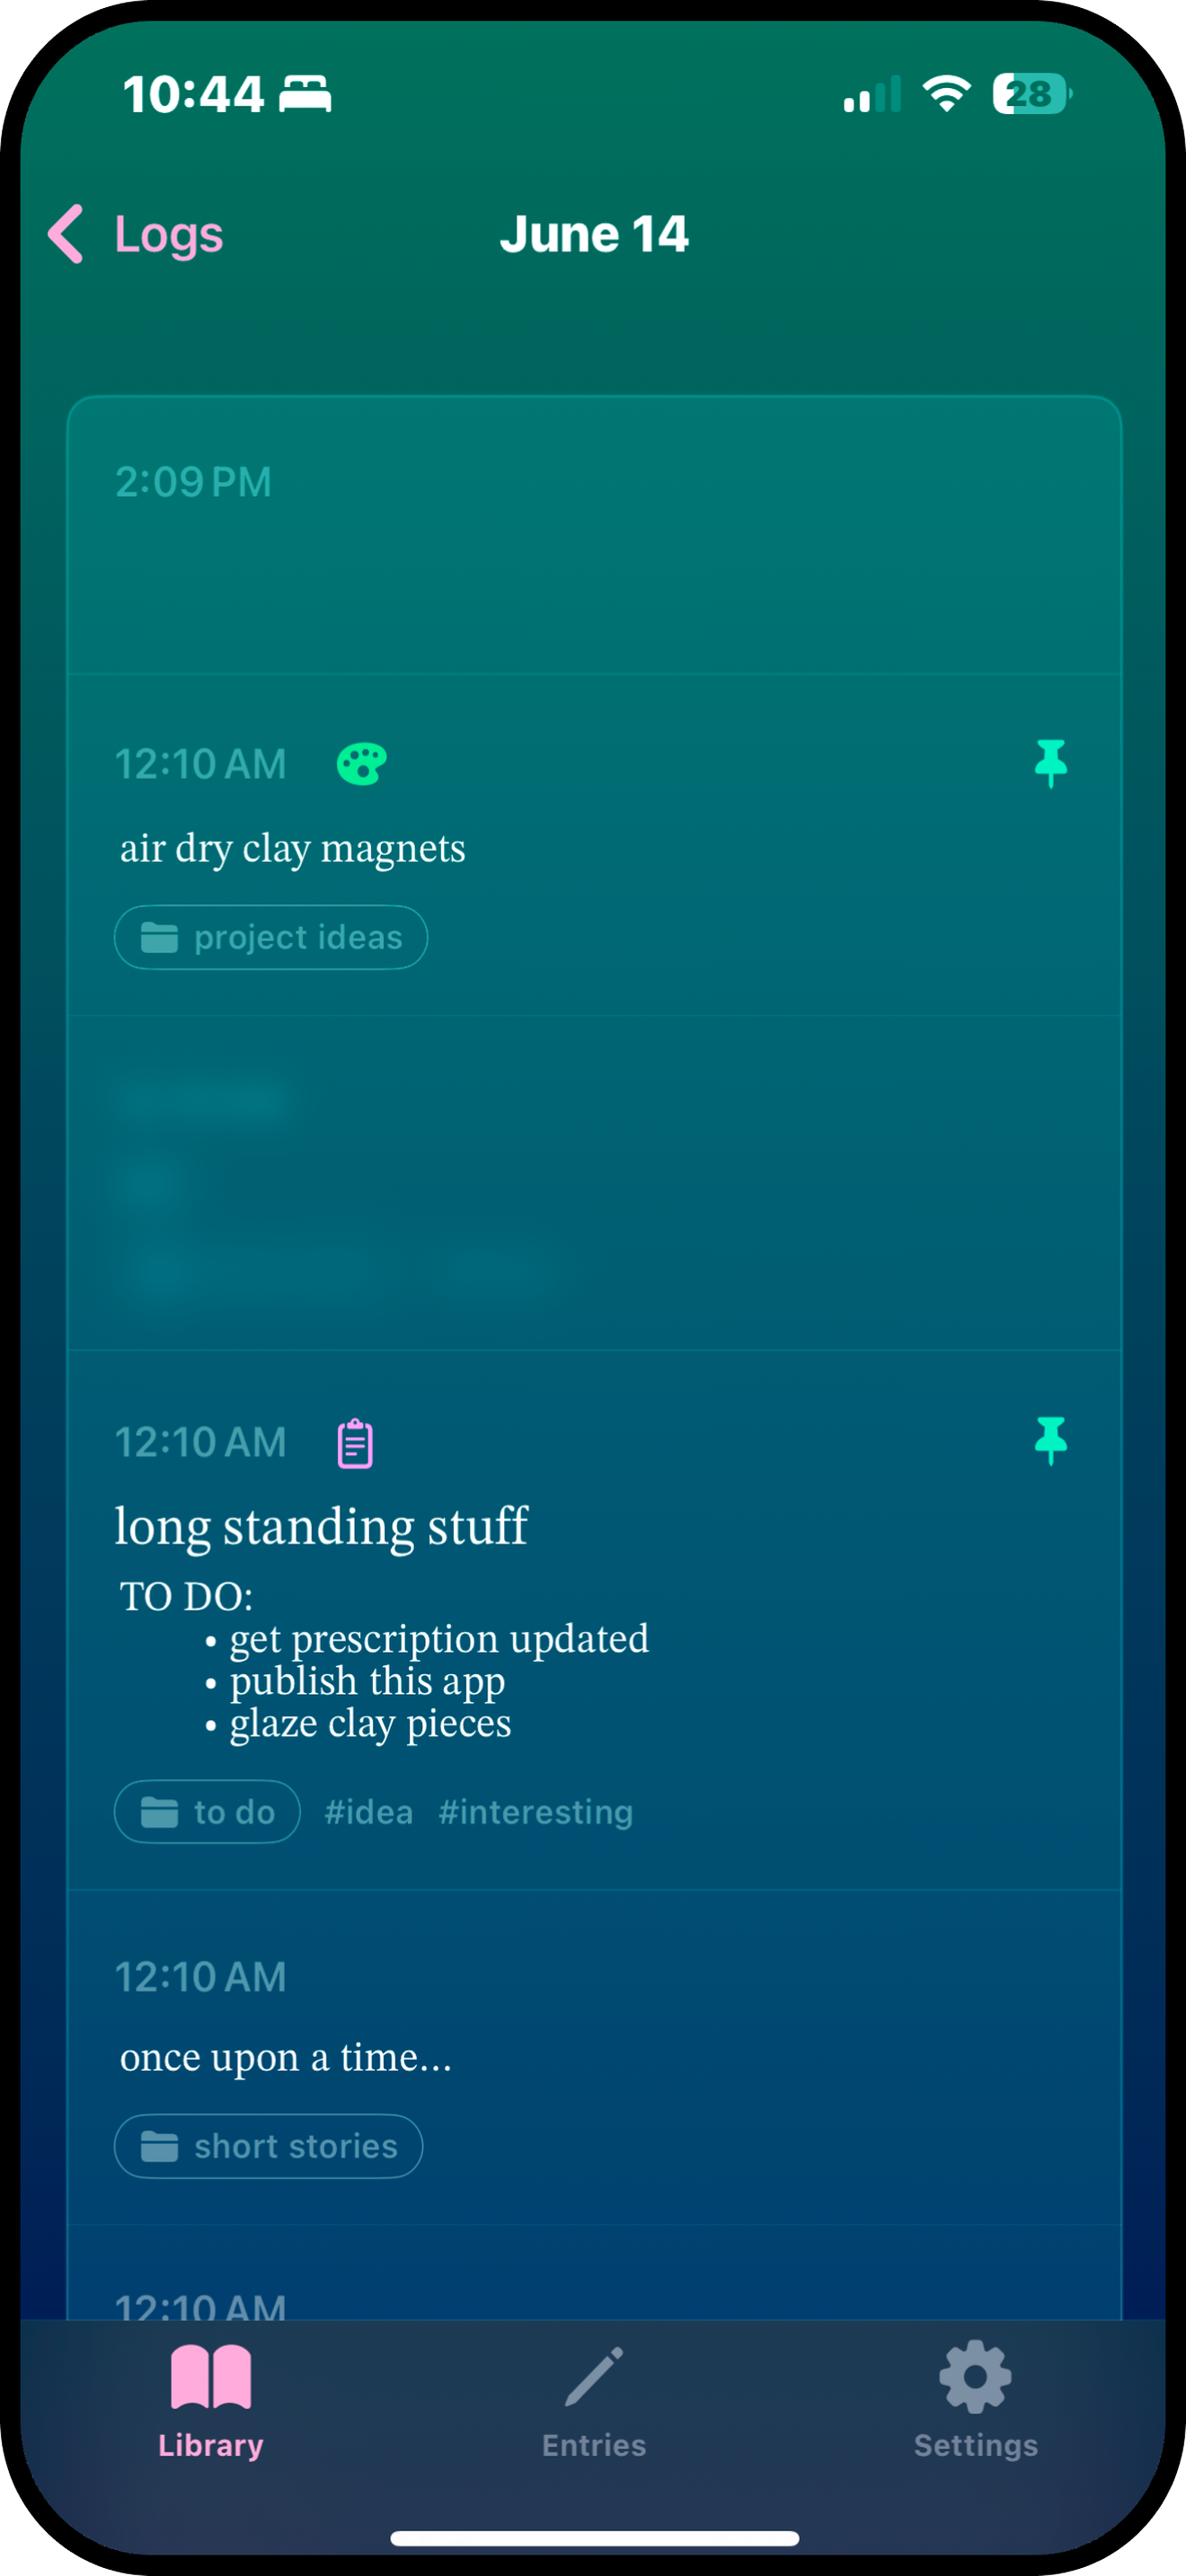 10:44
28
Logs
June 14
2:09 PM
12:10 AM
air dry clay magnets
project ideas
12:10 AM
long standing stuff
TO DO:
• get prescription updated
• publish this app
• glaze clay pieces
to do #idea #interesting
12:10 AM
once upon a time...
short stories
12:10 AM
Library
Entries
Settings